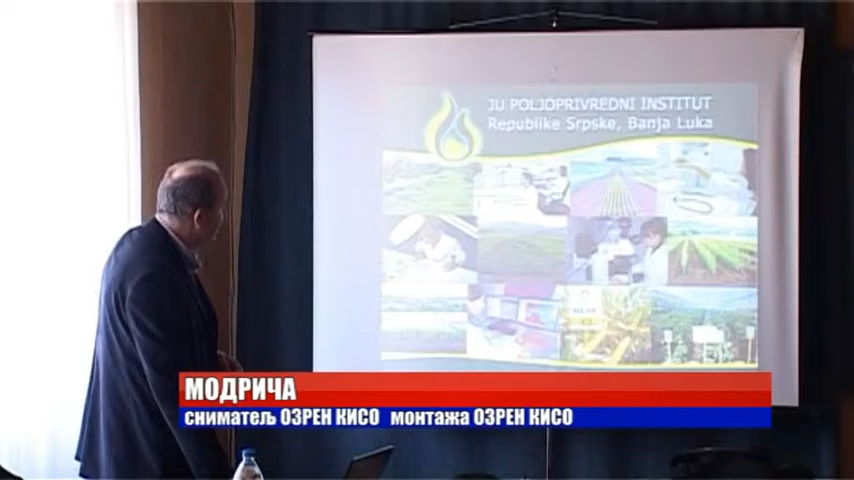 JU POLJOPRIVREDNI INSTITUT
Republike Srpske, Banja Luka
МОДРИЧА
сниматељ ОЗРЕН КИСО монтажа ОЗРЕН КИСО